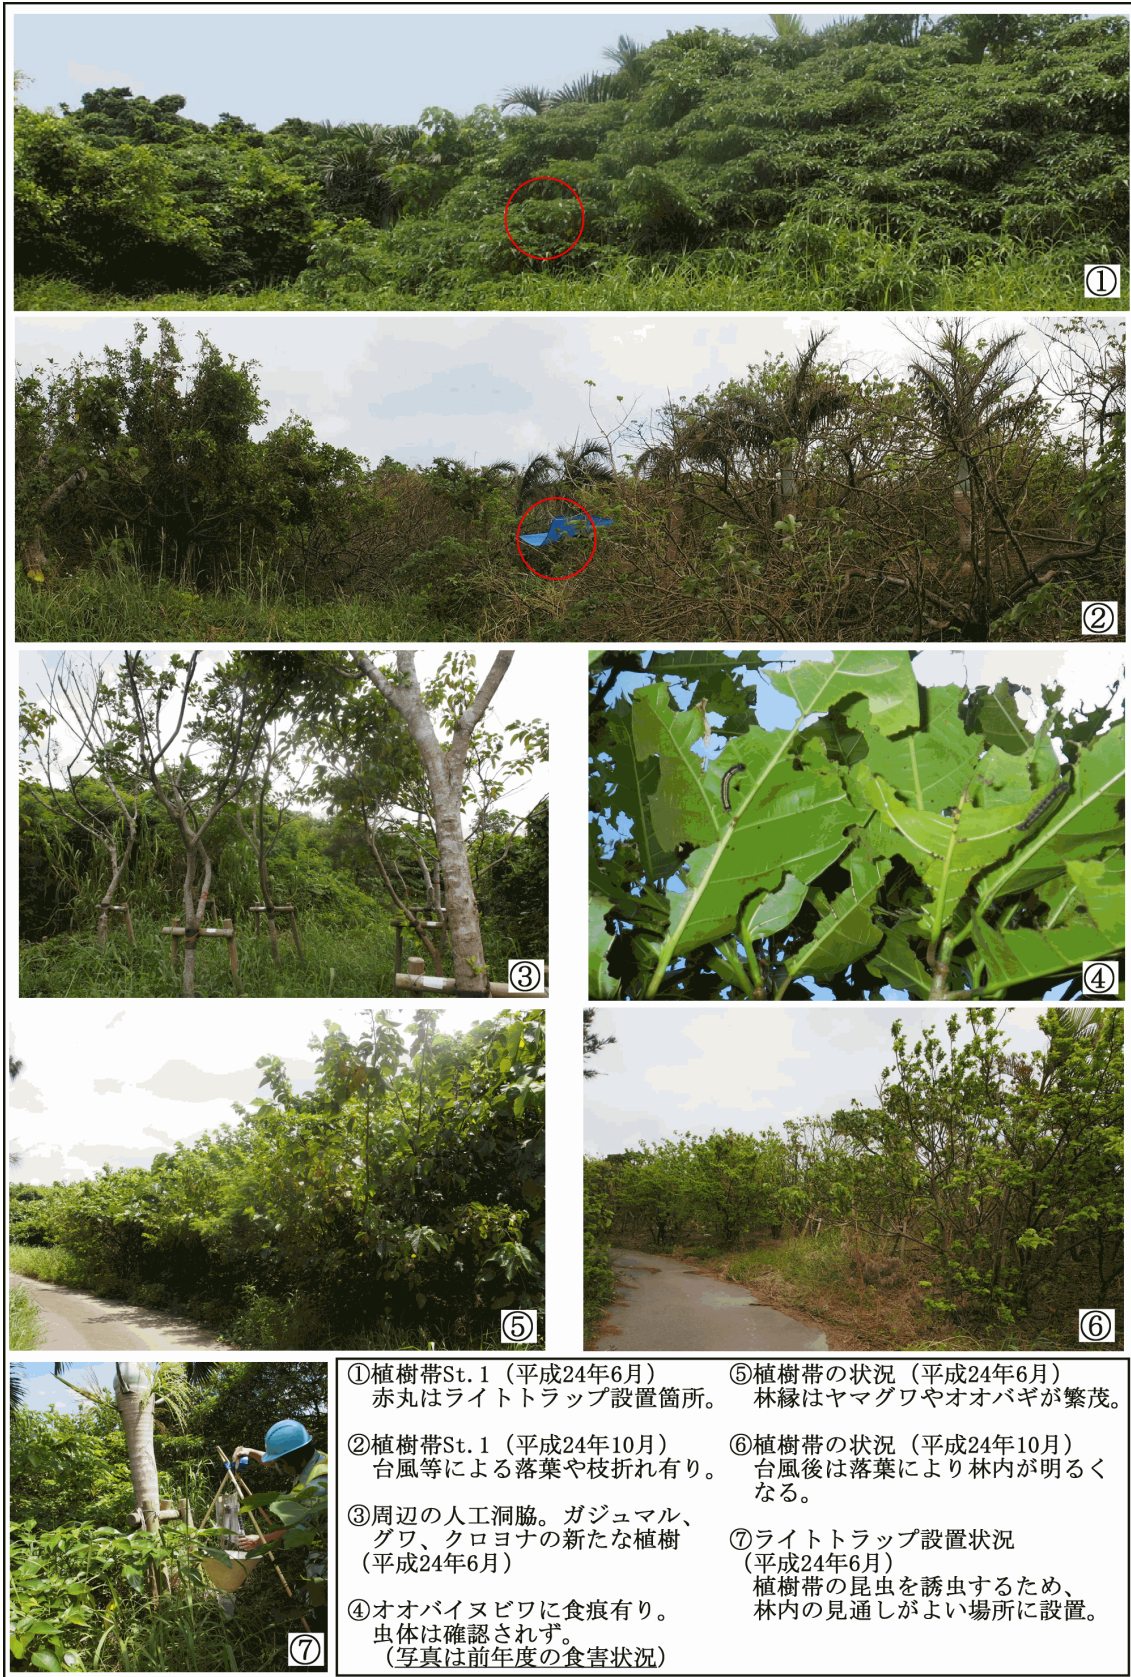 ①
②
③
④
⑤
⑥
⑦
①植樹帯St.1（平成24年6月）
赤丸はライトトラップ設置箇所。
②植樹帯St.1（平成24年10月）
台風等による落葉や枝折れ有り。
③周辺の人工洞脇。ガジュマル、
グワ、クロヨナの新たな植樹
（平成24年6月）
④オオバイヌビワに食痕有り。
虫体は確認されず。
（写真は前年度の食害状況）
⑤植樹帯の状況（平成24年6月）
林縁はヤマグワやオオバギが繁茂。
⑥植樹帯の状況（平成24年10月）
台風後は落葉により林内が明るく
なる。
⑦ライトトラップ設置状況
（平成24年6月）
植樹帯の昆虫を誘虫するため、
林内の見通しがよい場所に設置。